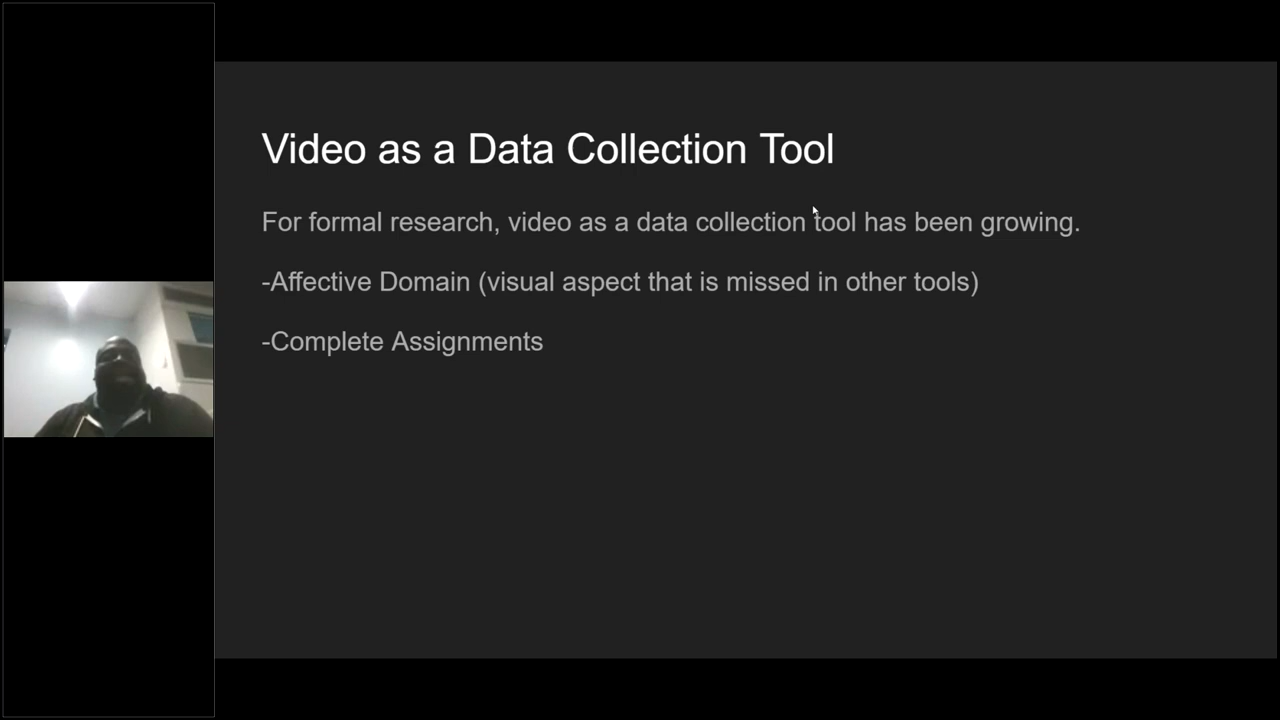 Video as a Data Collection Tool
For formal research, video as a data collection tool has been growing.
-Affective Domain (visual aspect that is missed in other tools)
-Complete Assignments